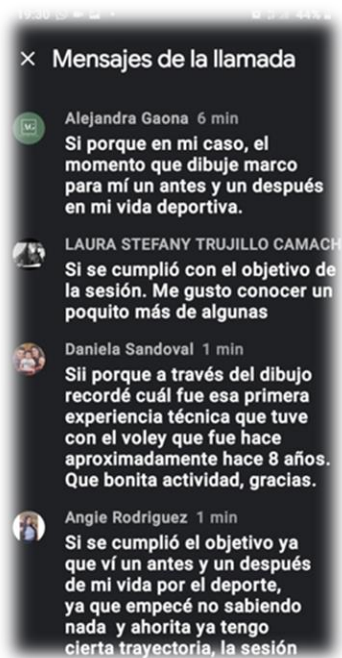 19:30
44%
× Mensajes de la llamada
Alejandra Gaona 6 min
Si porque en mi caso, el
momento que dibuje marco
para mí un antes y un después
en mi vida deportiva.
LAURA STEFANY TRUJILLO CAMACH
Si se cumplió con el objetivo de
la sesión. Me gusto conocer un
poquito más de algunas
Daniela Sandoval 1 min
Sii porque a través del dibujo
recordé cuál fue esa primera
experiencia técnica que tuve
con el voley que fue hace
aproximadamente hace 8 años.
Que bonita actividad, gracias.
Angie Rodriguez 1 min
Si se cumplió el objetivo ya
que ví un antes y un después
de mi vida por el deporte,
ya que empecé no sabiendo
nada y ahorita ya tengo
cierta trayectoria, la sesión